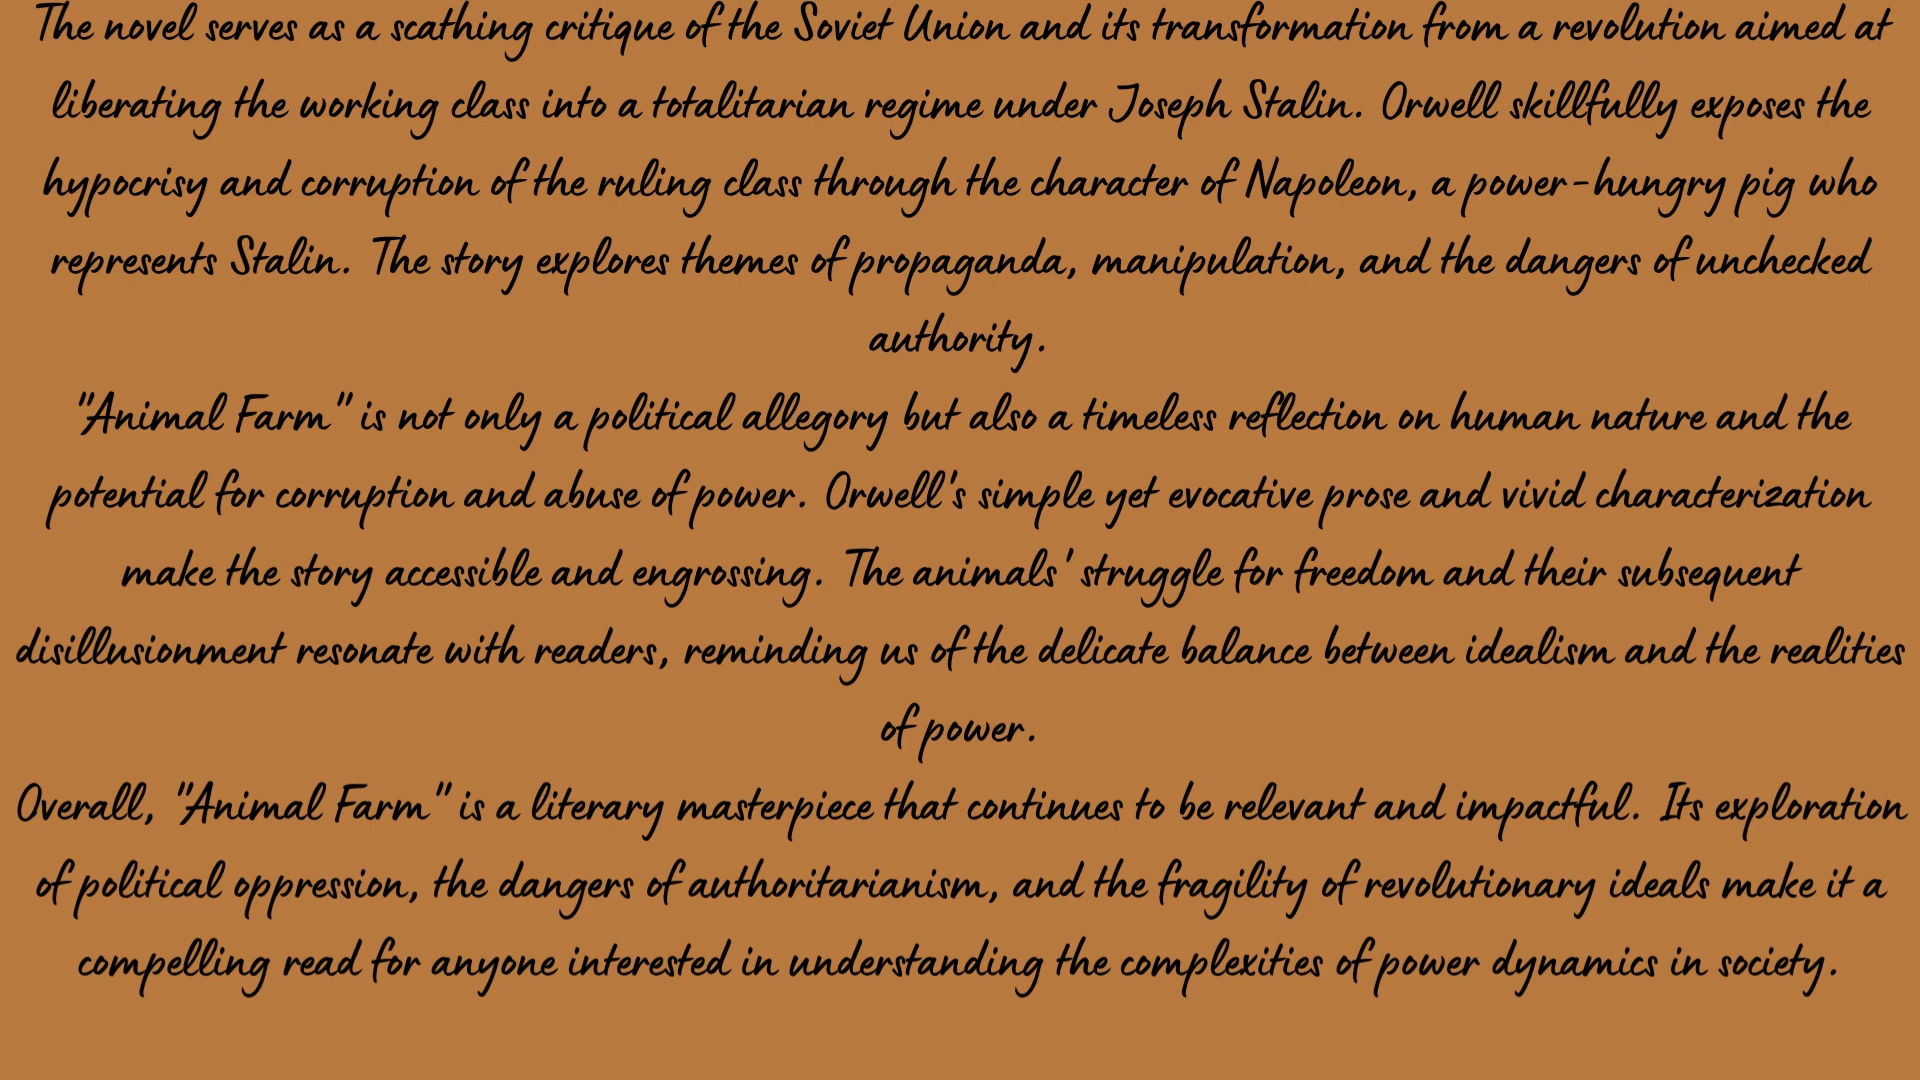 The novel serves as a scathing critique of the Soviet Union and its transformation from a revolution aimed at
liberating the working class into a totalitarian regime under Joseph Stalin. Orwell skillfully exposes the
hypocrisy and corruption of the ruling class through the character of Napoleon, a power-hungry pig who
represents Stalin. The story explores themes of propaganda, manipulation, and the dangers of unchecked
authority.
"Animal Farm" is not only a political allegory but also a timeless reflection on human nature and the
potential for corruption and abuse of power. Orwell's simple yet evocative prose and vivid characterization
make the story accessible and engrossing. The animals' struggle for freedom and their subsequent
disillusionment resonate with readers, reminding us of the delicate balance between idealism and the realities
of power.
Overall, "Animal Farm" is a literary masterpiece that continues to be relevant and impactful. Its exploration
of political oppression, the dangers of authoritarianism, and the fragility of revolutionary ideals make it a
compelling read for anyone interested in understanding the complexities of power dynamics in society.